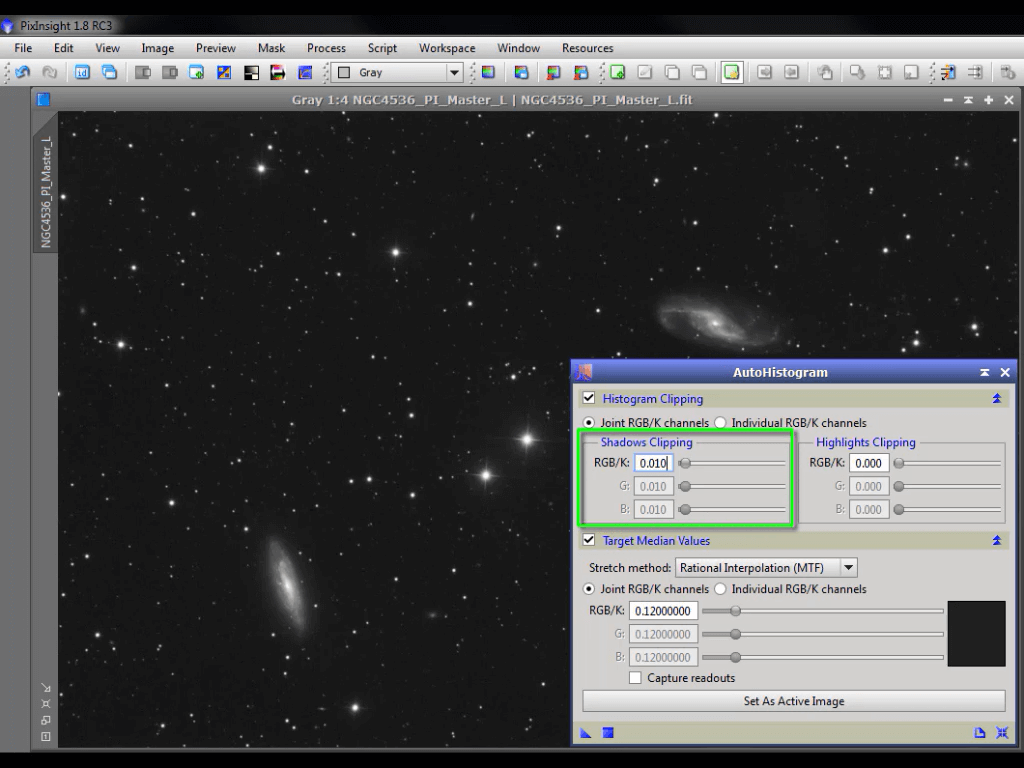 PixInsight 1.8 RC3
File Edit View Image Preview Mask Process Script Workspace Window Resources
Gray
Gray 1:4 NGC4536_PI_Master_L | NGC4536_PI_Master_L.fit
NGC4536_PI_Master_L
AutoHistogram
Histogram Clipping
Joint RGB/K channels Individual RGB/K channels
Shadows Clipping Highlights Clipping
RGB/K: 0.010 RGB/K: 0.000
G: 0.010 G: 0.000
B: 0.010 B: 0.000
Target Median Values
Stretch method: Rational Interpolation (MTF)
Joint RGB/K channels Individual RGB/K channels
RGB/K: 0.12000000
G: 0.12000000
B: 0.12000000
Capture readouts
Set As Active Image